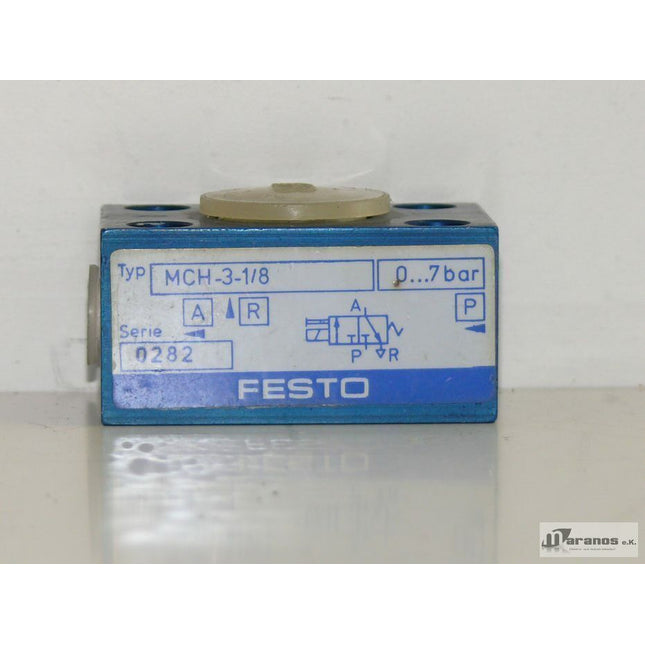 Typ MCH-3-1/8 0...7bar
A R P
Serie
0282
A
P R
FESTO
Maranos e.K.